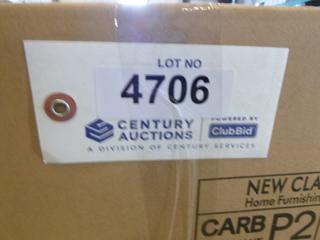 LOT NO
4706
CENTURY AUCTIONS
POWERED BY
ClubBid
A DIVISION OF CENTURY SERVICES
NEW CLA
Home Furnishin
CARB P2